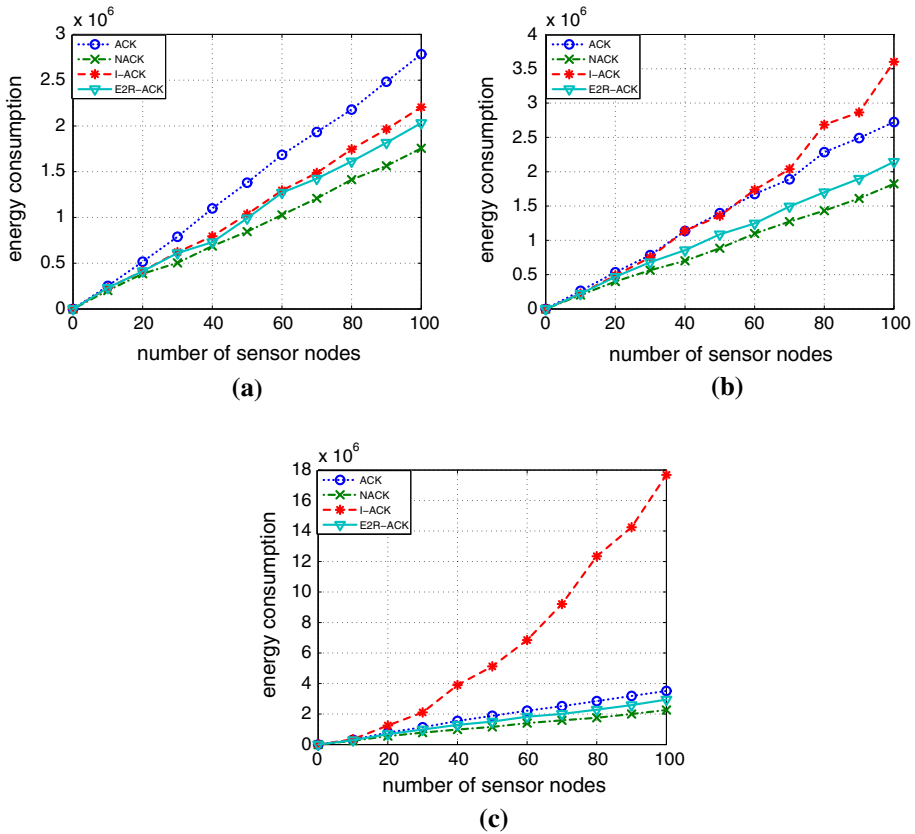 x 10^6
3
2.5
2
1.5
1
0.5
0
ACK
NACK
I-ACK
E2R-ACK
energy consumption
0 20 40 60 80 100
number of sensor nodes
(a)
x 10^6
4
3.5
3
2.5
2
1.5
1
0.5
0
ACK
NACK
I-ACK
E2R-ACK
energy consumption
0 20 40 60 80 100
number of sensor nodes
(b)
x 10^6
18
16
14
12
10
8
6
4
2
0
ACK
NACK
I-ACK
E2R-ACK
energy consumption
0 20 40 60 80 100
number of sensor nodes
(c)